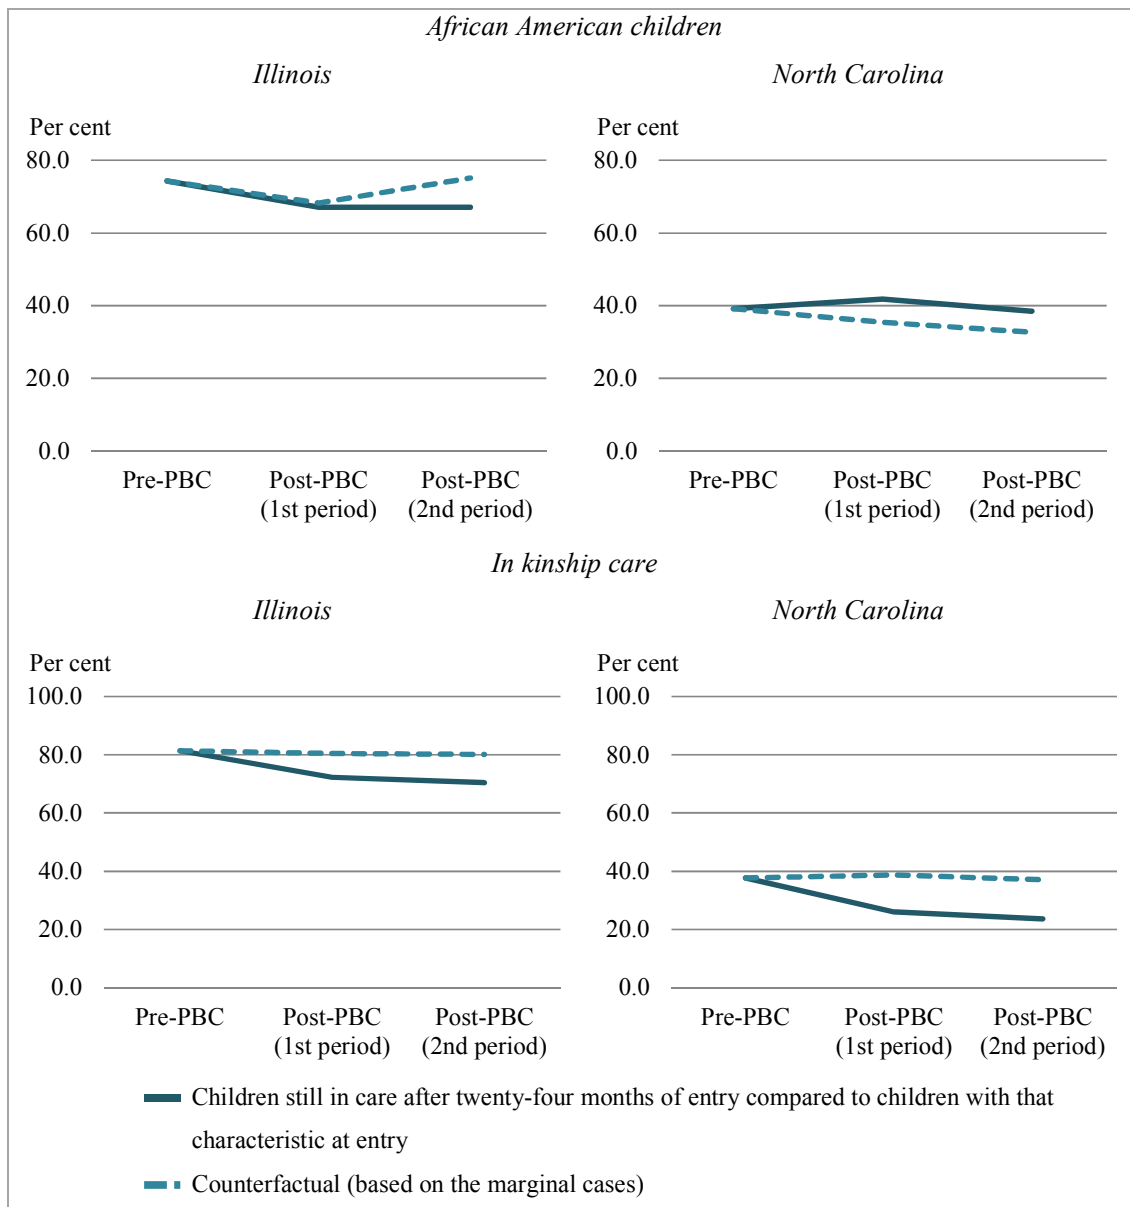 African American children
Illinois
North Carolina
Per cent
80.0
60.0
40.0
20.0
0.0
Pre-PBC
Post-PBC
(1st period)
Post-PBC
(2nd period)
Per cent
80.0
60.0
40.0
20.0
0.0
Pre-PBC
Post-PBC
(1st period)
Post-PBC
(2nd period)
In kinship care
Illinois
North Carolina
Per cent
100.0
80.0
60.0
40.0
20.0
0.0
Pre-PBC
Post-PBC
(1st period)
Post-PBC
(2nd period)
Per cent
100.0
80.0
60.0
40.0
20.0
0.0
Pre-PBC
Post-PBC
(1st period)
Post-PBC
(2nd period)
Children still in care after twenty-four months of entry compared to children with that
characteristic at entry
Counterfactual (based on the marginal cases)